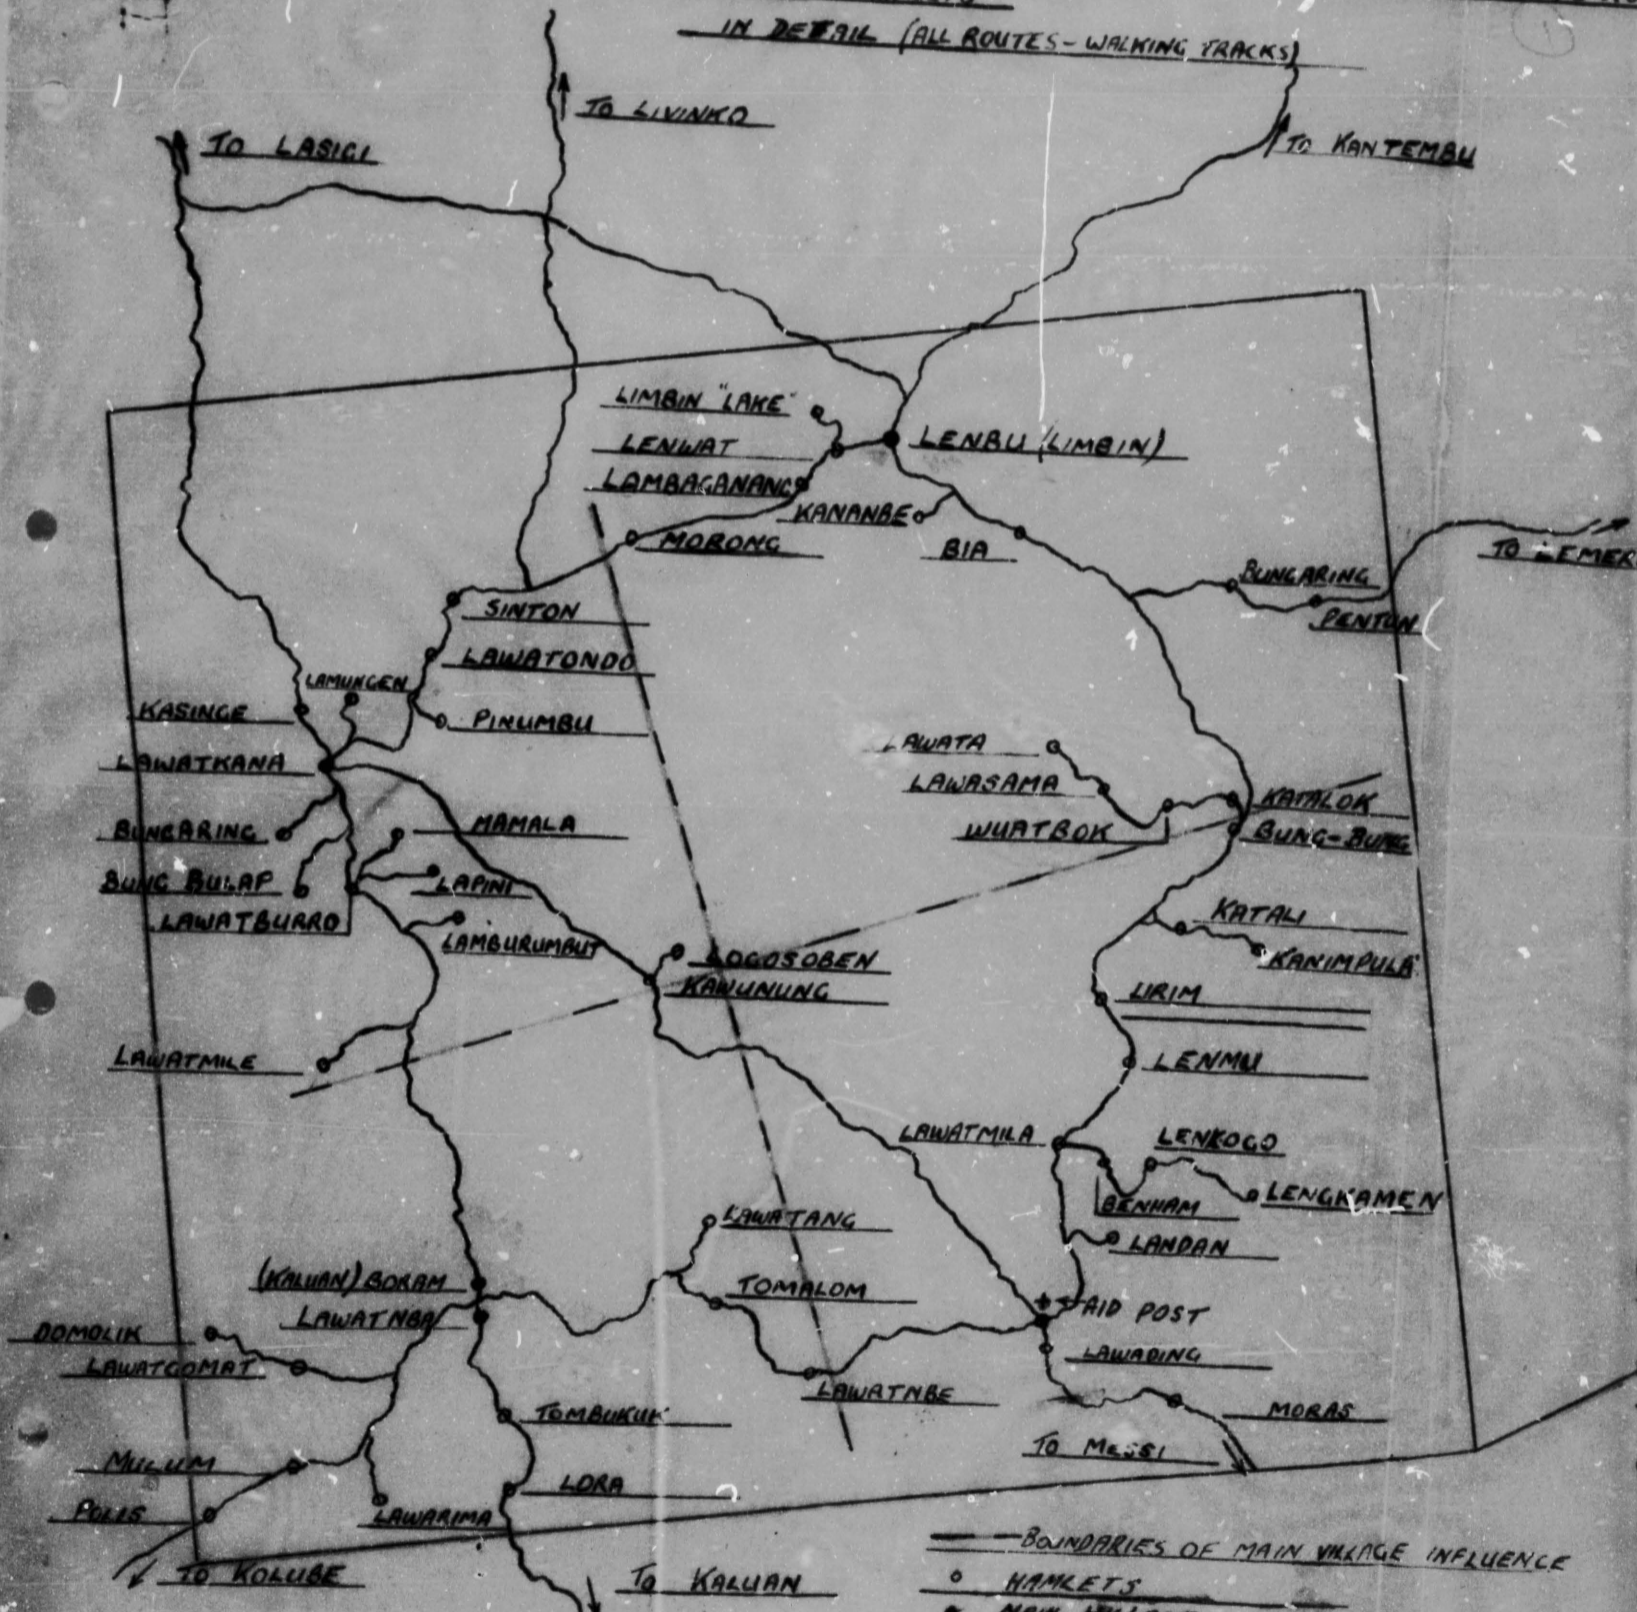 IN DETAIL (ALL ROUTES - WALKING TRACKS)
TO LIVINKO
TO LASIGI
TO KANTEMBU
LIMBIN "LAKE"
LENWAT
LENBU (LIMBIN)
LAMBAGANANG
KANANBE
MORONG
BIA
TO LEMER
BUNGARING
PENTON
SINTON
LAWATONDO
LAMUNGEN
KASINGE
PINUMBU
LAWATKANA
LAWATA
LAWASAMA
KATALOK
WUATBOK
BUNG-BUNG
BUNGARING
MAMALA
BUNG BULAP
LAPINI
LAWATBURRO
LAMBURUMBUT
KATALI
KANIMPULA
LOGOSOBEN
KAWUNUNG
LIRIM
LAWATMILE
LENMU
LAWATMILA
LENKOGO
BENHAM
LENGKAMEN
LAWATANG
LANDAN
(KALUAN) BORAM
TOMALOM
AID POST
LAWATNBA
DOMOLIK
LAWATGOMAT
LAWADING
LAWATNBE
TOMBUKUK
MORAS
TO MESSI
MULUM
LORA
POLIS
LAWARIMA
BOUNDARIES OF MAIN VILLAGE INFLUENCE
TO KOLUBE
TO KALUAN
HAMLETS